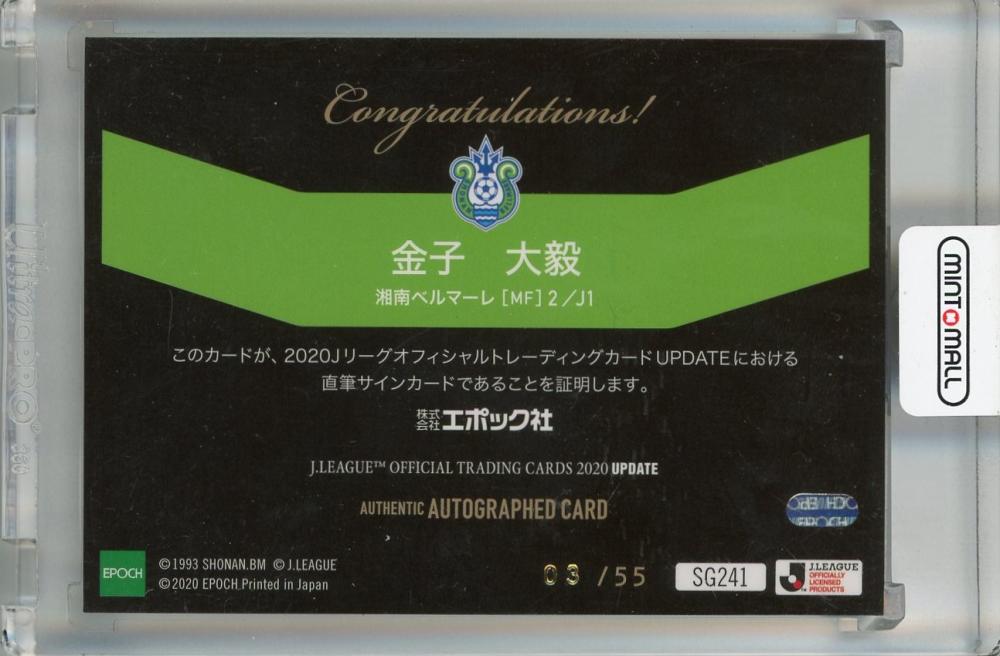 Congratulations!
金子 大毅
湘南ベルマーレ [MF] 2/J1
このカードが、2020Jリーグオフィシャルトレーディングカード UPDATEにおける
直筆サインカードであることを証明します。
株式会社エポック社
J.LEAGUE™ OFFICIAL TRADING CARDS 2020 UPDATE
AUTHENTIC AUTOGRAPHED CARD
EPOCH
©1993 SHONAN.BM ©J.LEAGUE
©2020 EPOCH.Printed in Japan
03 /55
SG241
J.LEAGUE
OFFICIALLY
LICENSED
PRODUCTS
MINT MALL